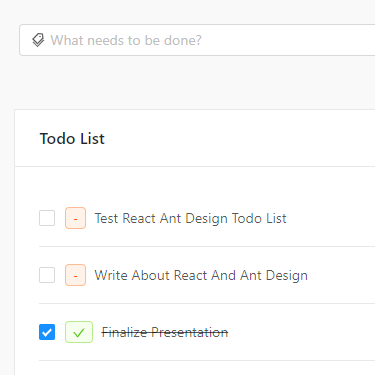 What needs to be done?
Todo List
- Test React Ant Design Todo List
- Write About React And Ant Design
Finalize Presentation